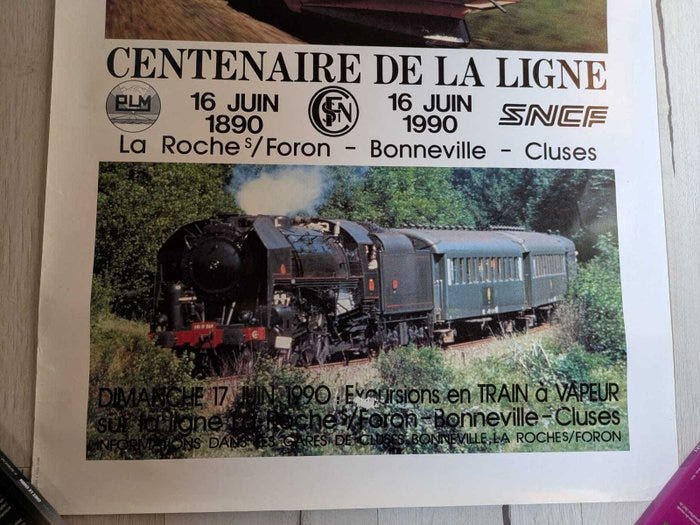 CENTENAIRE DE LA LIGNE
PLM 16 JUIN 1890 SNCF 16 JUIN 1990 SNCF
La Roche S/Foron - Bonneville - Cluses
DIMANCHE 17 JUIN 1990 : Excursions en TRAIN à VAPEUR
sur la ligne La Roche S/Foron - Bonneville - Cluses
INFORMATIONS DANS LES GARES DE CLUSES BONNEVILLE LA ROCHE S/FORON